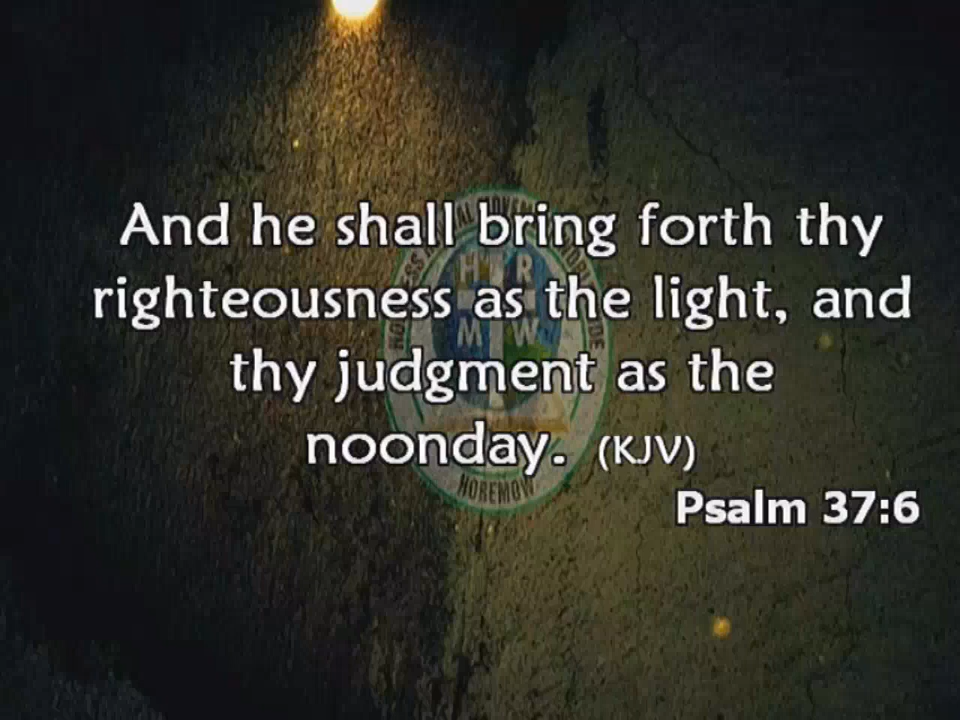 And he shall bring forth thy
righteousness as the light, and
thy judgment as the
noonday. (KJV)
Psalm 37:6
H R
M W
HOREMOW